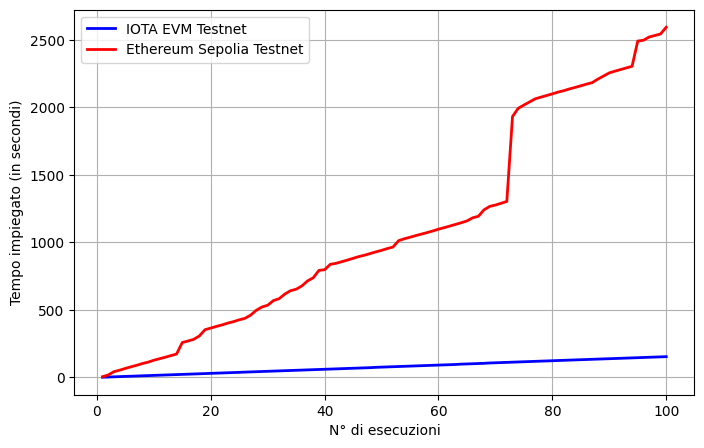 IOTA EVM Testnet
Ethereum Sepolia Testnet
Tempo impiegato (in secondi)
2500
2000
1500
1000
500
0
0 20 40 60 80 100
N° di esecuzioni